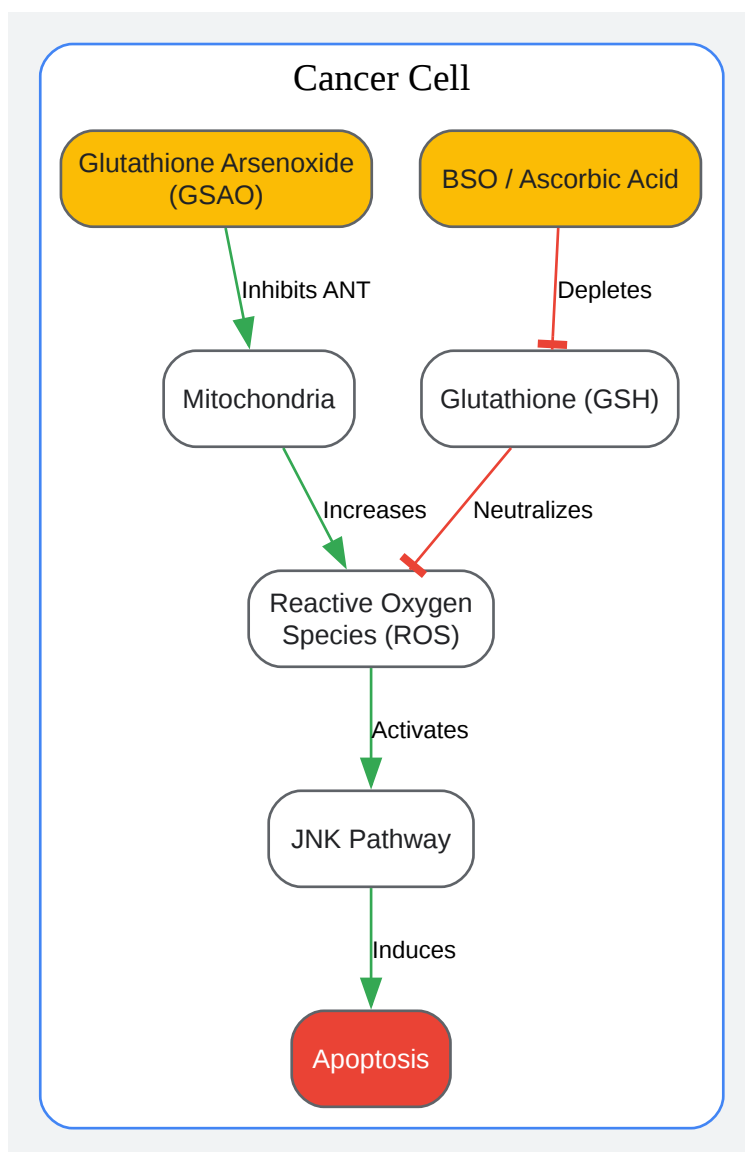 Cancer Cell
Glutathione Arsenoxide
(GSAO)
BSO / Ascorbic Acid
Inhibits ANT
Depletes
Mitochondria
Glutathione (GSH)
Increases
Neutralizes
Reactive Oxygen
Species (ROS)
Activates
JNK Pathway
Induces
Apoptosis